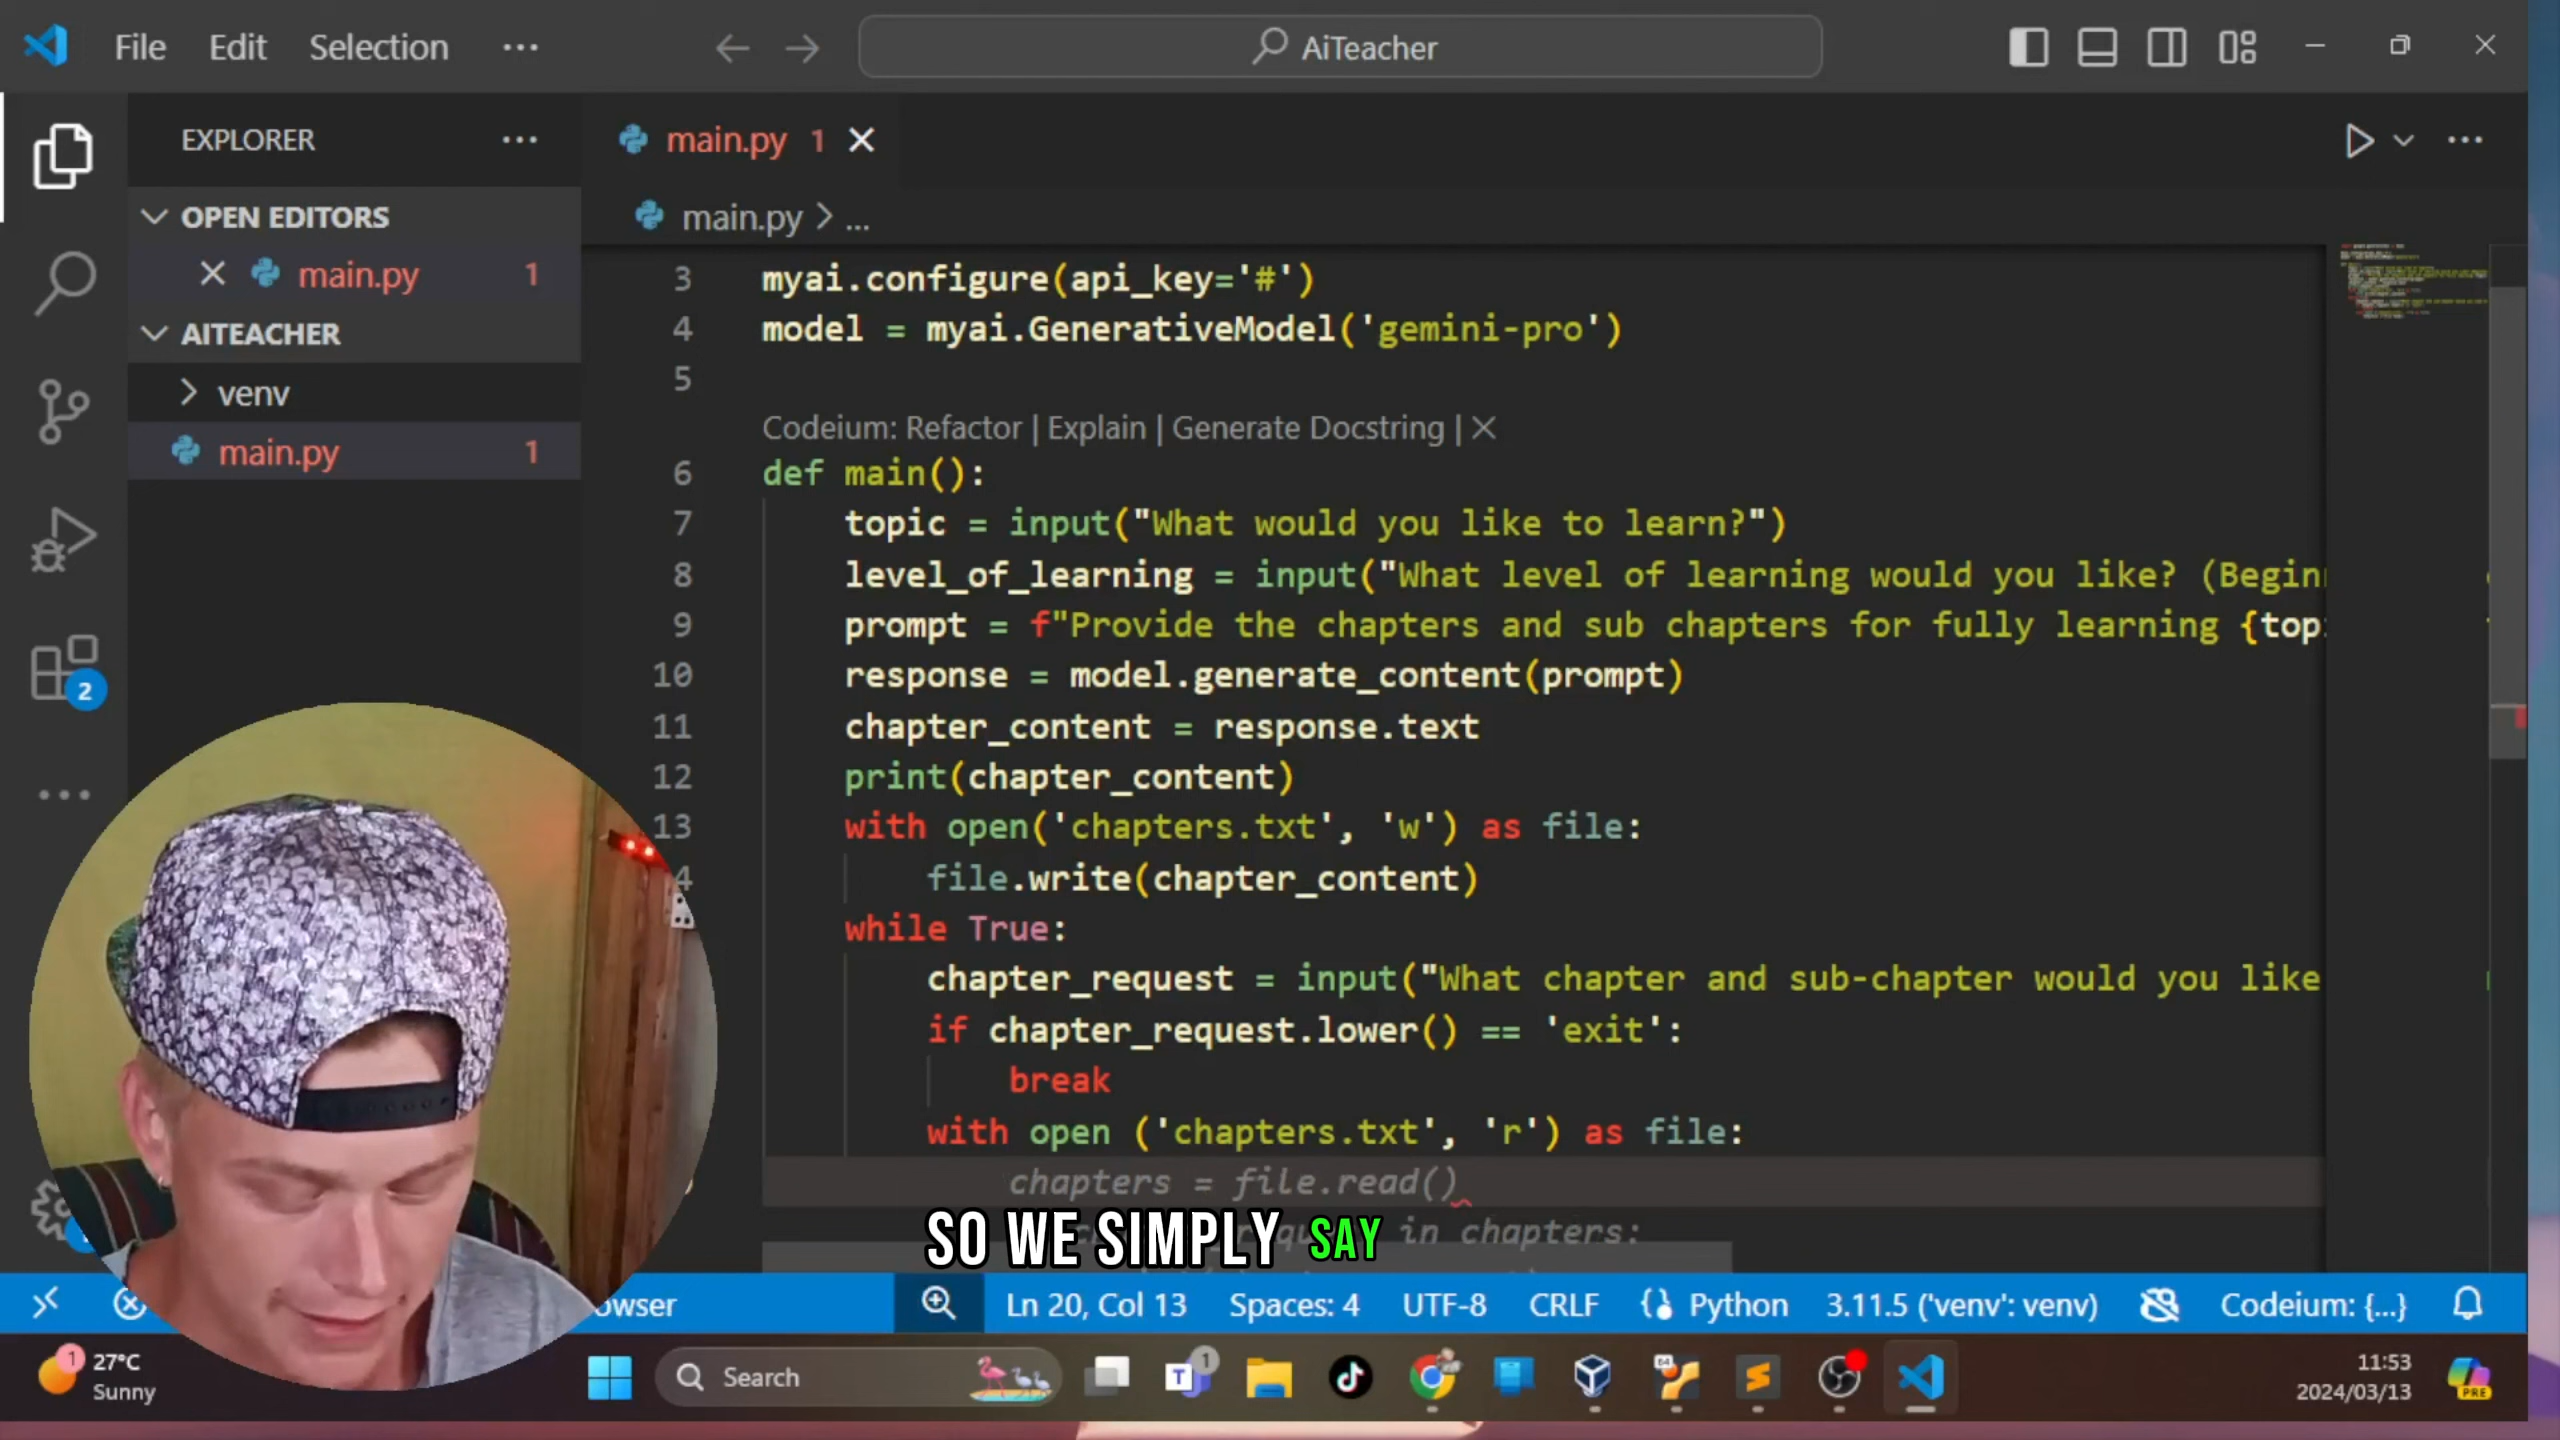 File Edit Selection ...
AiTeacher
EXPLORER ...
main.py 1
OPEN EDITORS
main.py > ...
main.py 1
AITEACHER
venv
main.py 1
3 myai.configure(api_key='#')
4 model = myai.GenerativeModel('gemini-pro')
5
Codeium: Refactor | Explain | Generate Docstring |
6 def main():
7 topic = input("What would you like to learn?")
8 level_of_learning = input("What level of learning would you like? (Begin
9 prompt = f"Provide the chapters and sub chapters for fully learning {top
10 response = model.generate_content(prompt)
11 chapter_content = response.text
12 print(chapter_content)
13 with open('chapters.txt', 'w') as file:
4 file.write(chapter_content)
while True:
chapter_request = input("What chapter and sub-chapter would you like
if chapter_request.lower() == 'exit':
break
with open ('chapters.txt', 'r') as file:
chapters = file.read()
in chapters:
SO WE SIMPLY SAY
2
owser
Ln 20, Col 13 Spaces: 4 UTF-8 CRLF Python 3.11.5 ('venv': venv) Codeium: {...}
1
27°C
Sunny
Search
T 1
64
11:53
2024/03/13
PRE